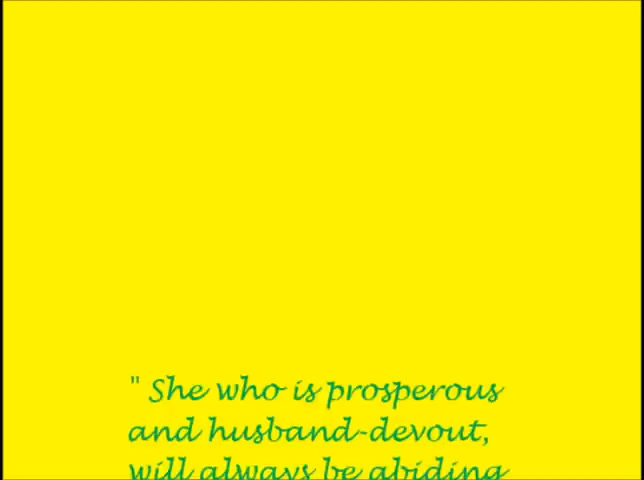 " She who is prosperous
and husband-devout,
will always be abiding